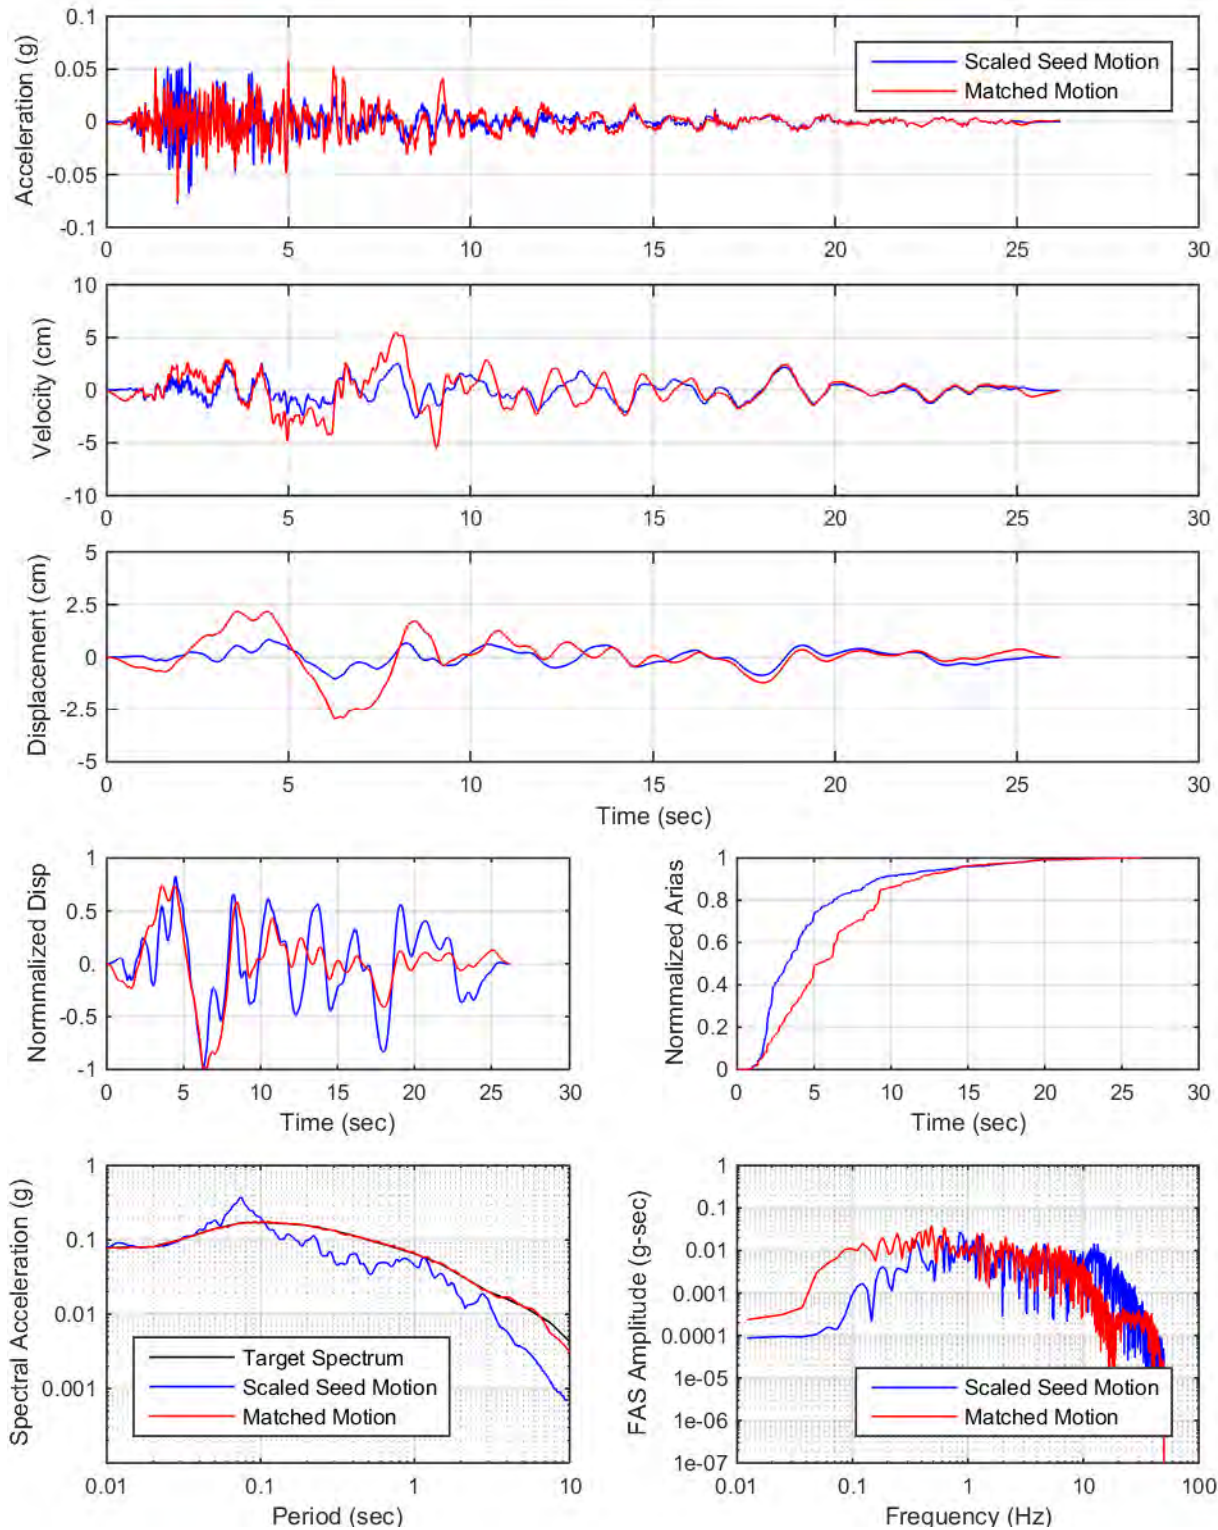 Acceleration (g)
0.1
0.05
0
-0.05
-0.1
Scaled Seed Motion
Matched Motion
0 5 10 15 20 25 30
Velocity (cm)
10
5
0
-5
-10
0 5 10 15 20 25 30
Displacement (cm)
5
2.5
0
-2.5
-5
0 5 10 15 20 25 30
Time (sec)
Normmalized Disp
1
0.5
0
-0.5
-1
0 5 10 15 20 25 30
Time (sec)
Normmalized Arias
1
0.8
0.6
0.4
0.2
0
0 5 10 15 20 25 30
Time (sec)
Spectral Acceleration (g)
1
0.1
0.01
0.001
Target Spectrum
Scaled Seed Motion
Matched Motion
0.01 0.1 1 10
Period (sec)
FAS Amplitude (g-sec)
1
0.1
0.01
0.001
0.0001
1e-05
1e-06
1e-07
Scaled Seed Motion
Matched Motion
0.01 0.1 1 10 100
Frequency (Hz)